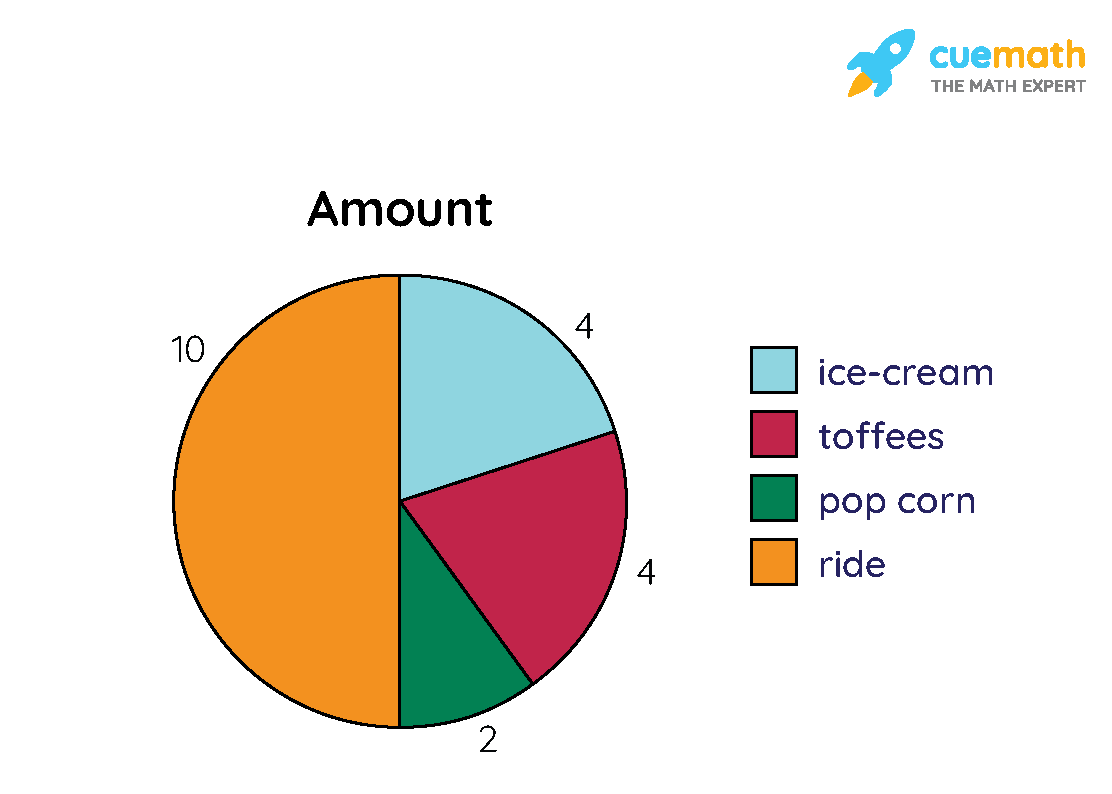 cuemath
THE MATH EXPERT
Amount
10
4
4
2
ice-cream
toffees
pop corn
ride